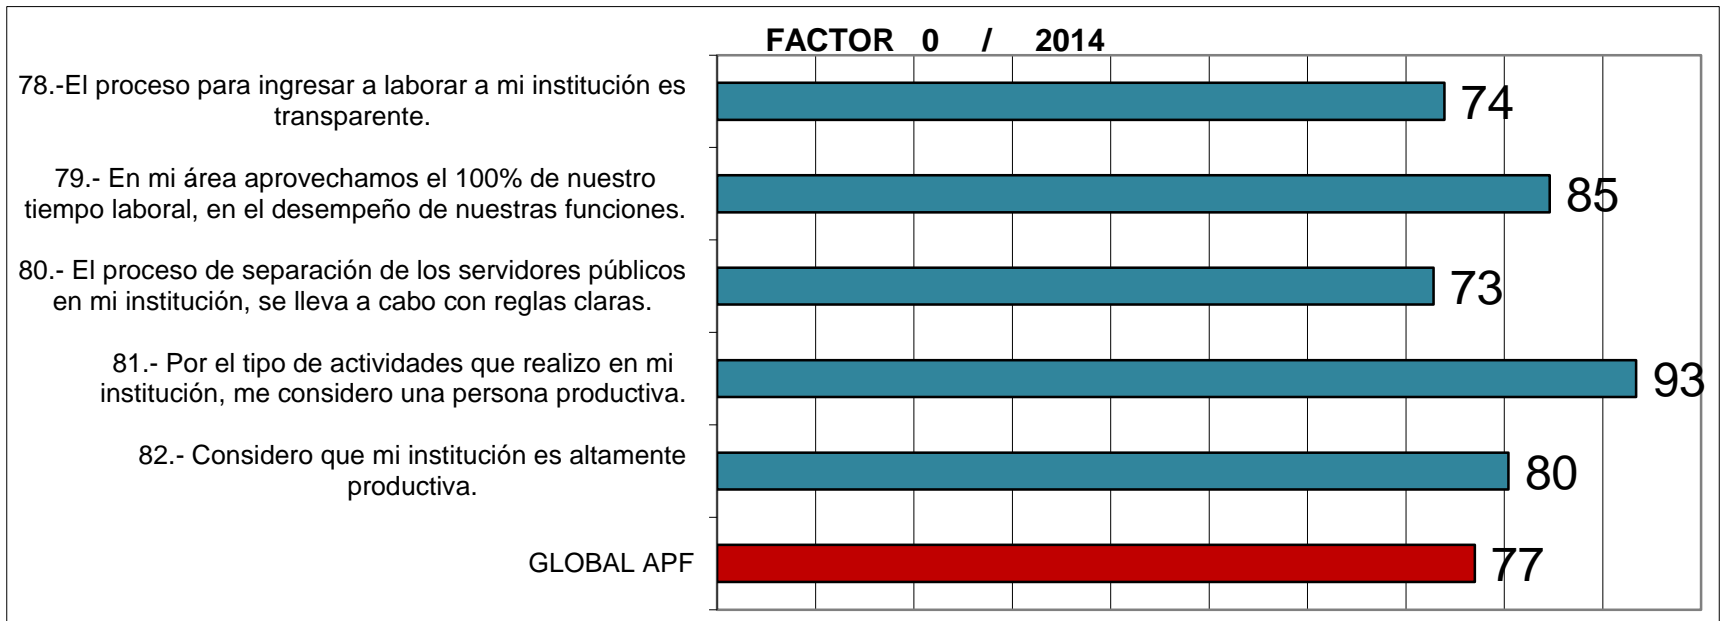 FACTOR 0 / 2014
78.-El proceso para ingresar a laborar a mi institución es
transparente.
74
79.- En mi área aprovechamos el 100% de nuestro
tiempo laboral, en el desempeño de nuestras funciones.
85
80.- El proceso de separación de los servidores públicos
en mi institución, se lleva a cabo con reglas claras.
73
81.- Por el tipo de actividades que realizo en mi
institución, me considero una persona productiva.
93
82.- Considero que mi institución es altamente
productiva.
80
GLOBAL APF
77